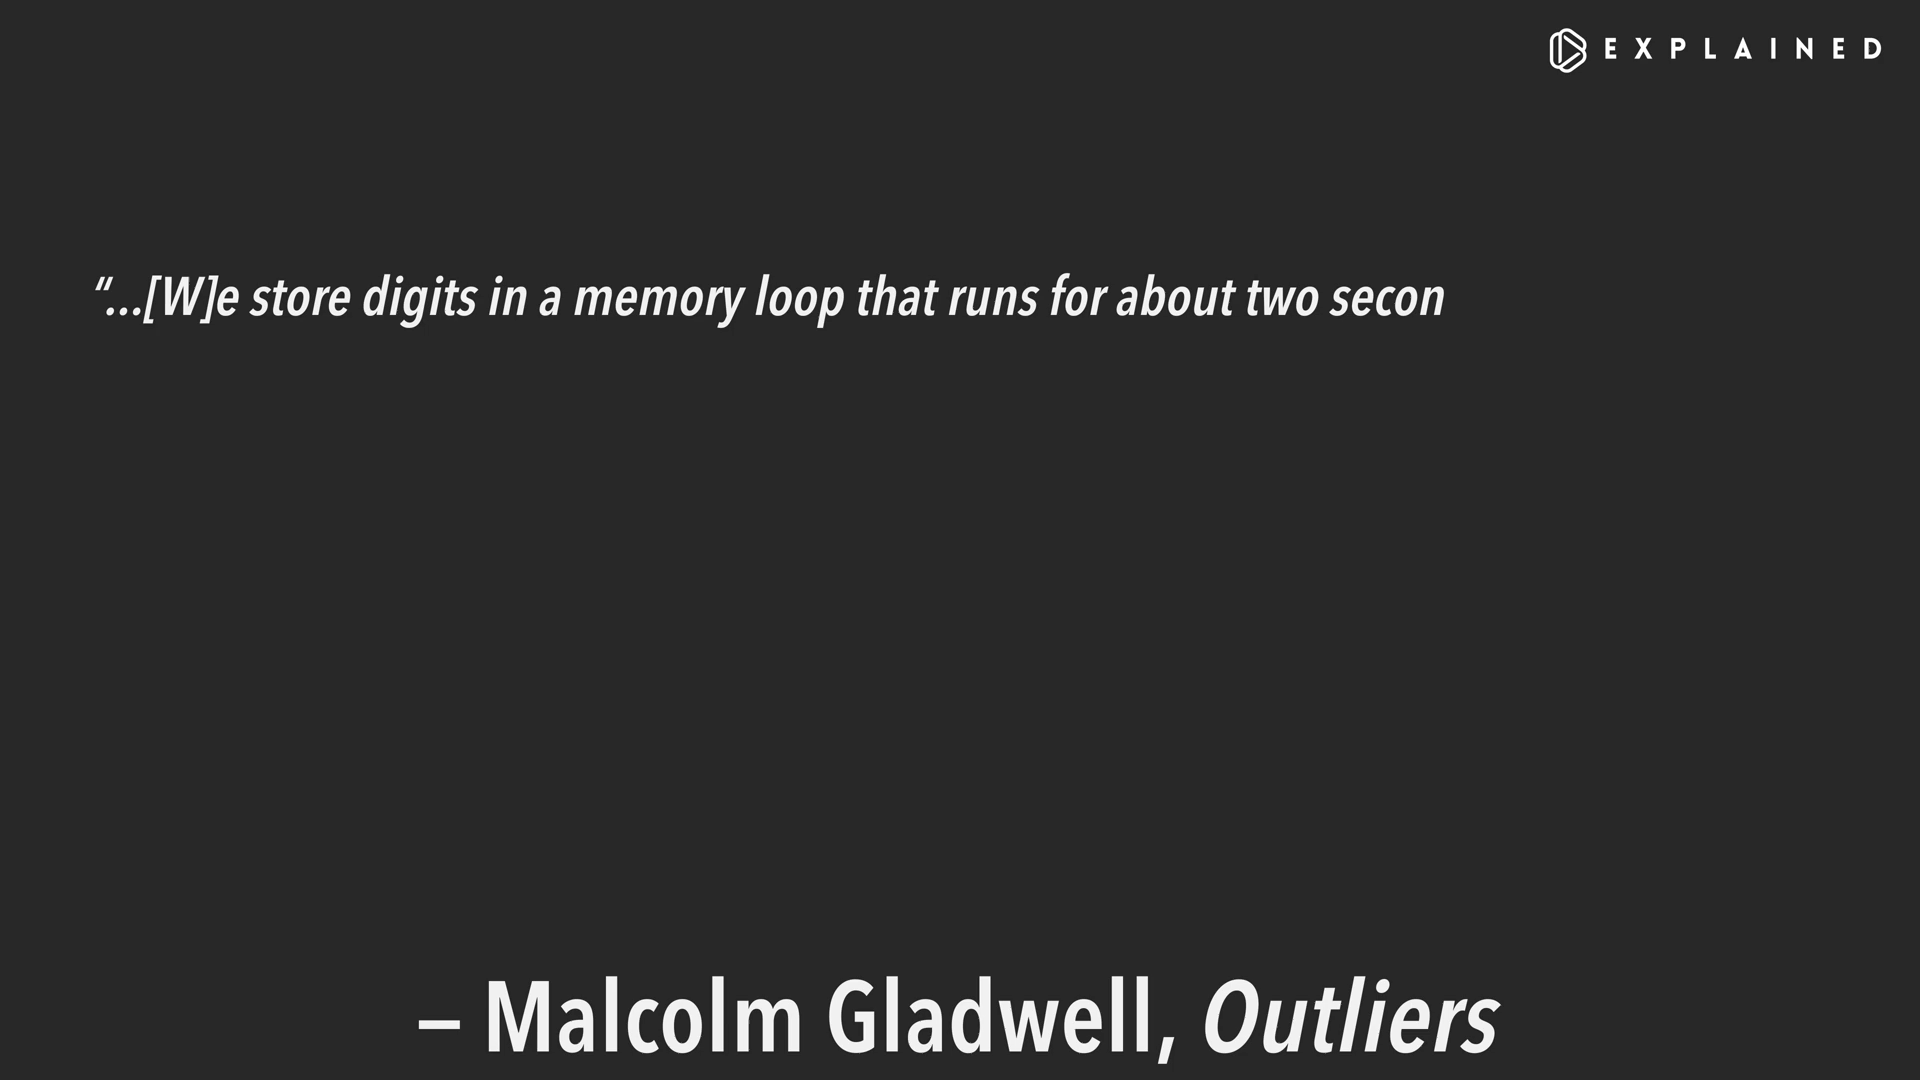 EXPLAINED
“...[W]e store digits in a memory loop that runs for about two secon
– Malcolm Gladwell, Outliers